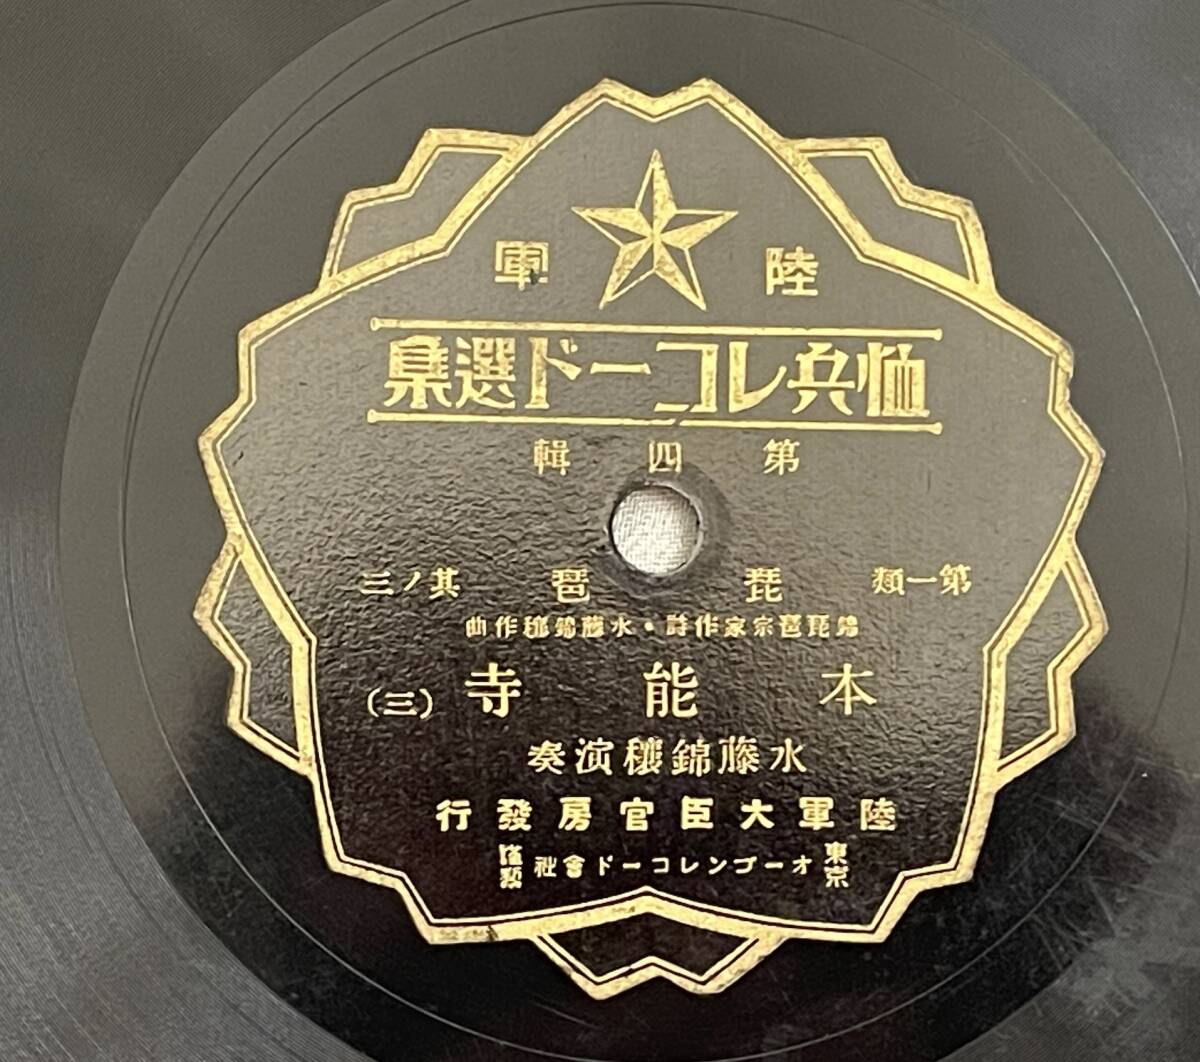 陸軍
恤兵レコード選集
第四輯
第一類 琵琶 其ノ三
錦琵琶宗家作詩・水藤錦穰作曲
本能寺 (三)
水藤錦穰演奏
陸軍大臣官房發行
東京 オーゴンレコード會社 謹製